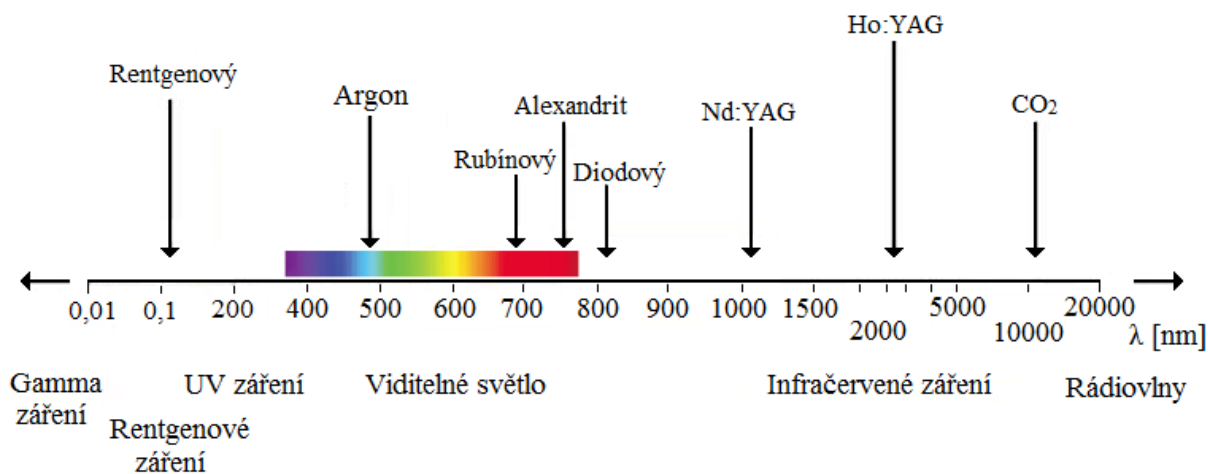 Ho:YAG
Rentgenový
Argon
Alexandrit
Nd:YAG
CO₂
Rubínový
Diodový
0,01 0,1 200 400 500 600 700 800 900 1000 1500 2000 5000 10000 20000 λ [nm]
Gamma
záření
UV záření
Viditelné světlo
Infračervené záření
Rádiovlny
Rentgenové
záření